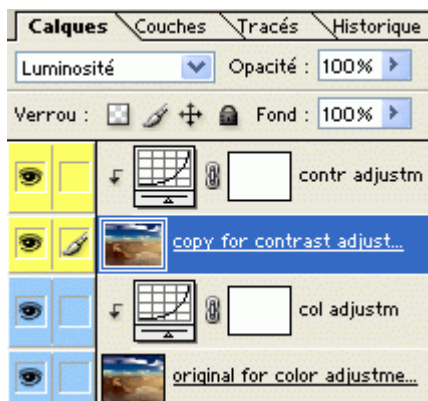 Calques Couches Tracés Historique
Luminosité Opacité : 100%
Verrou : Fond : 100%
contr adjustm
copy for contrast adjust...
col adjustm
original for color adjustme...